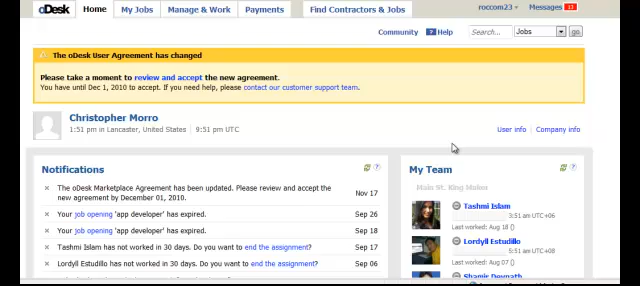 oDesk Home My Jobs Manage & Work Payments Find Contractors & Jobs roccom23 Messages 13
Community ? Help Search... Jobs go
The oDesk User Agreement has changed
Please take a moment to review and accept the new agreement.
You have until Dec 1, 2010 to accept. If you need help, please contact our customer support team.
Christopher Morro
1:51 pm in Lancaster, United States | 9:51 pm UTC
User info | Company info
Notifications
The oDesk Marketplace Agreement has been updated. Please review and accept the
new agreement by December 01, 2010. Nov 17
Your job opening 'app developer' has expired. Sep 26
Your job opening 'app developer' has expired. Sep 18
Tashmi Islam has not worked in 30 days. Do you want to end the assignment? Sep 17
Lordyll Estudillo has not worked in 30 days. Do you want to end the assignment? Sep 06
My Team
Main St. King
Tashmi Islam
3:51 am UTC+06
Last worked: Aug 18 ()
Lordyll Estudillo
5:51 am UTC+08
Last worked: Aug 07 ()
Shamir Devnath